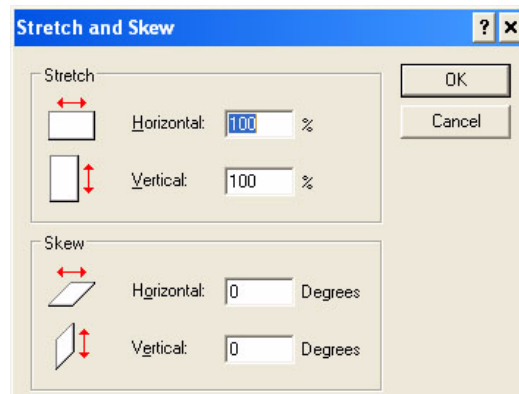 Stretch and Skew
? ×
Stretch
OK
Horizontal: 100 %
Cancel
Vertical: 100 %
Skew
Horizontal: 0 Degrees
Vertical: 0 Degrees